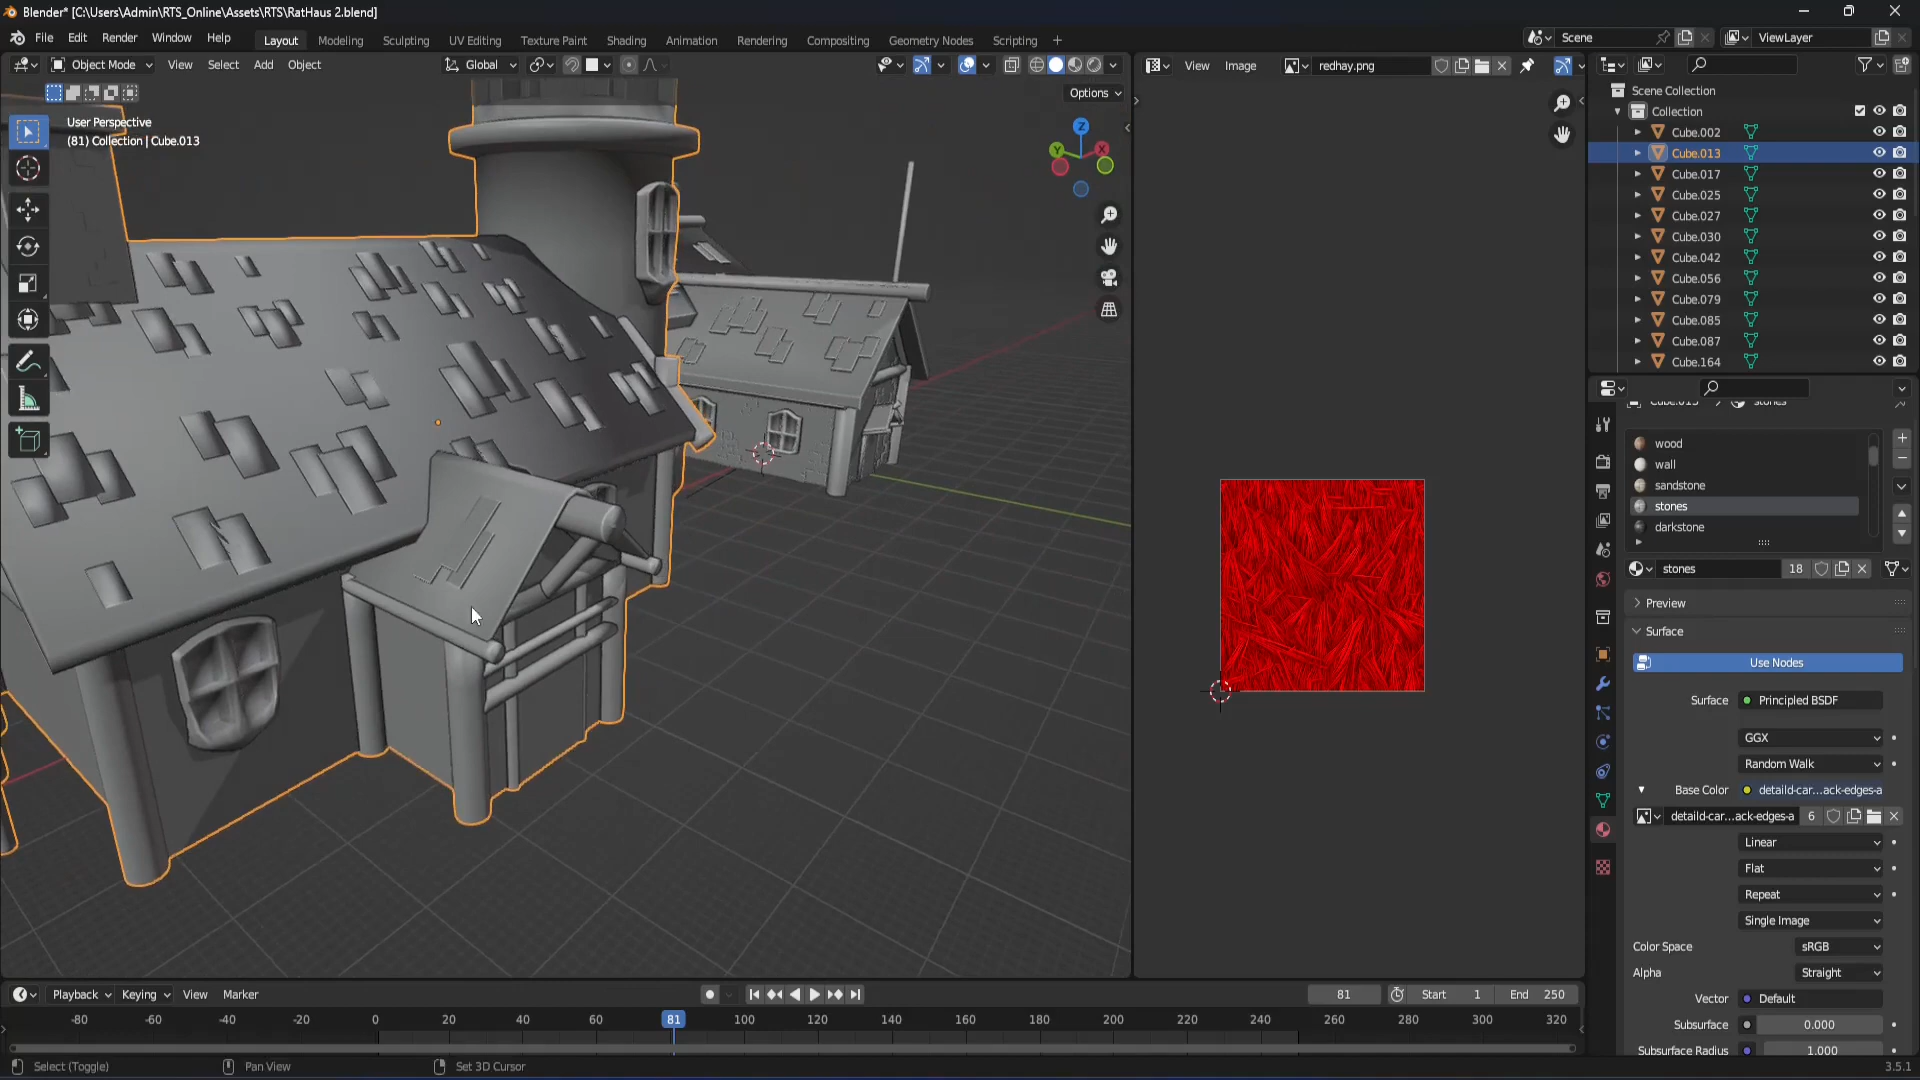 Blender* [C:\Users\Admin\RTS_Online\Assets\RTS\RatHaus 2.blend]
File Edit Render Window Help Layout Modeling Sculpting UV Editing Texture Paint Shading Animation Rendering Compositing Geometry Nodes Scripting + Scene ViewLayer
Object Mode View Select Add Object Global View Image redhay.png
Options
User Perspective
(81) Collection | Cube.013
Z
Y
X
Scene Collection
Collection
Cube.002
Cube.013
Cube.017
Cube.025
Cube.027
Cube.030
Cube.042
Cube.056
Cube.079
Cube.085
Cube.087
Cube.164
wood
wall
sandstone
stones
darkstone
stones 18
Preview
Surface
Use Nodes
Surface Principled BSDF
GGX
Random Walk
Base Color detaild-car...ack-edges-a
detaild-car...ack-edges-a 6
Linear
Flat
Repeat
Single Image
Color Space sRGB
Alpha Straight
Vector Default
Subsurface 0.000
Subsurface Radius 1.000
Playback Keying View Marker 81 Start 1 End 250
-80 -60 -40 -20 0 20 40 60 81 100 120 140 160 180 200 220 240 260 280 300 320
Select (Toggle) Pan View Set 3D Cursor 3.5.1